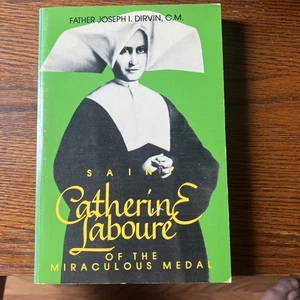 FATHER JOSEPH I. DIRVIN, C.M.
SAINT
Catherine
Labouré
OF THE
MIRACULOUS MEDAL